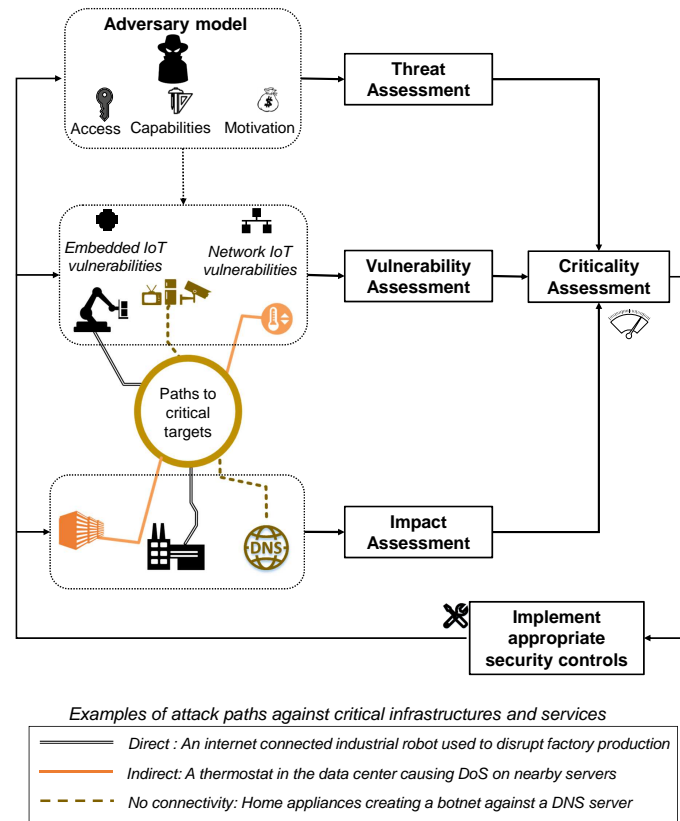 Adversary model
Access
Capabilities
Motivation
$
Threat
Assessment
Embedded IoT
vulnerabilities
Network IoT
vulnerabilities
Vulnerability
Assessment
Criticality
Assessment
Paths to
critical
targets
DNS
Impact
Assessment
Implement
appropriate
security controls
Examples of attack paths against critical infrastructures and services
Direct : An internet connected industrial robot used to disrupt factory production
Indirect: A thermostat in the data center causing DoS on nearby servers
No connectivity: Home appliances creating a botnet against a DNS server